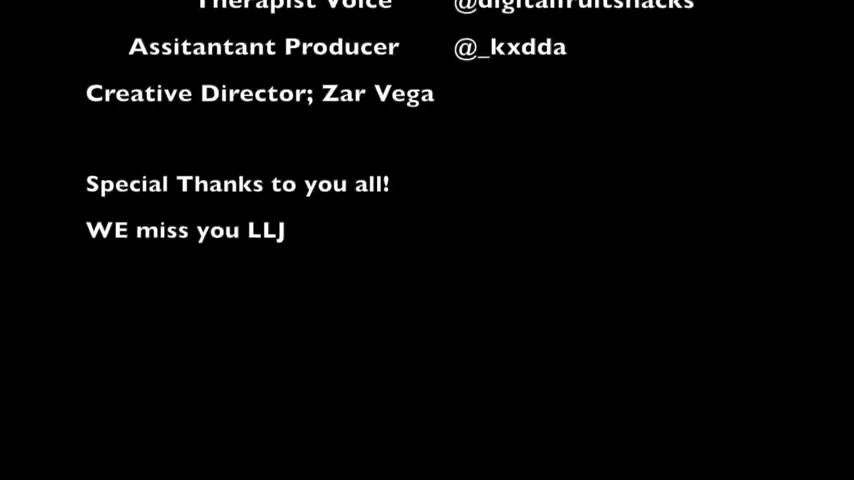 Therapist Voice @digitalfruitsnacks
Assitantant Producer @_kxdda
Creative Director; Zar Vega
Special Thanks to you all!
WE miss you LLJ